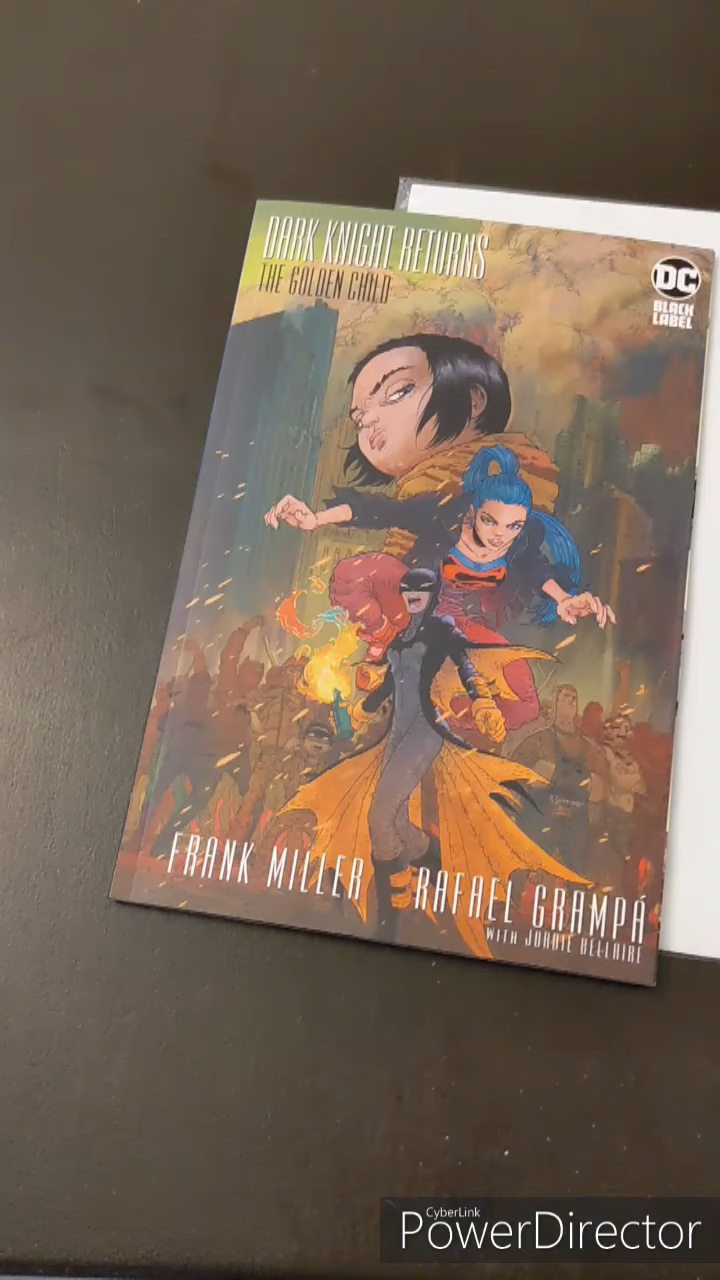 DARK KNIGHT RETURNS
THE GOLDEN CHILD
DC
BLACK
LABEL
FRANK MILLER
RAFAEL GRAMPÁ
WITH JORDIE BELLAIRE
CyberLink
PowerDirector